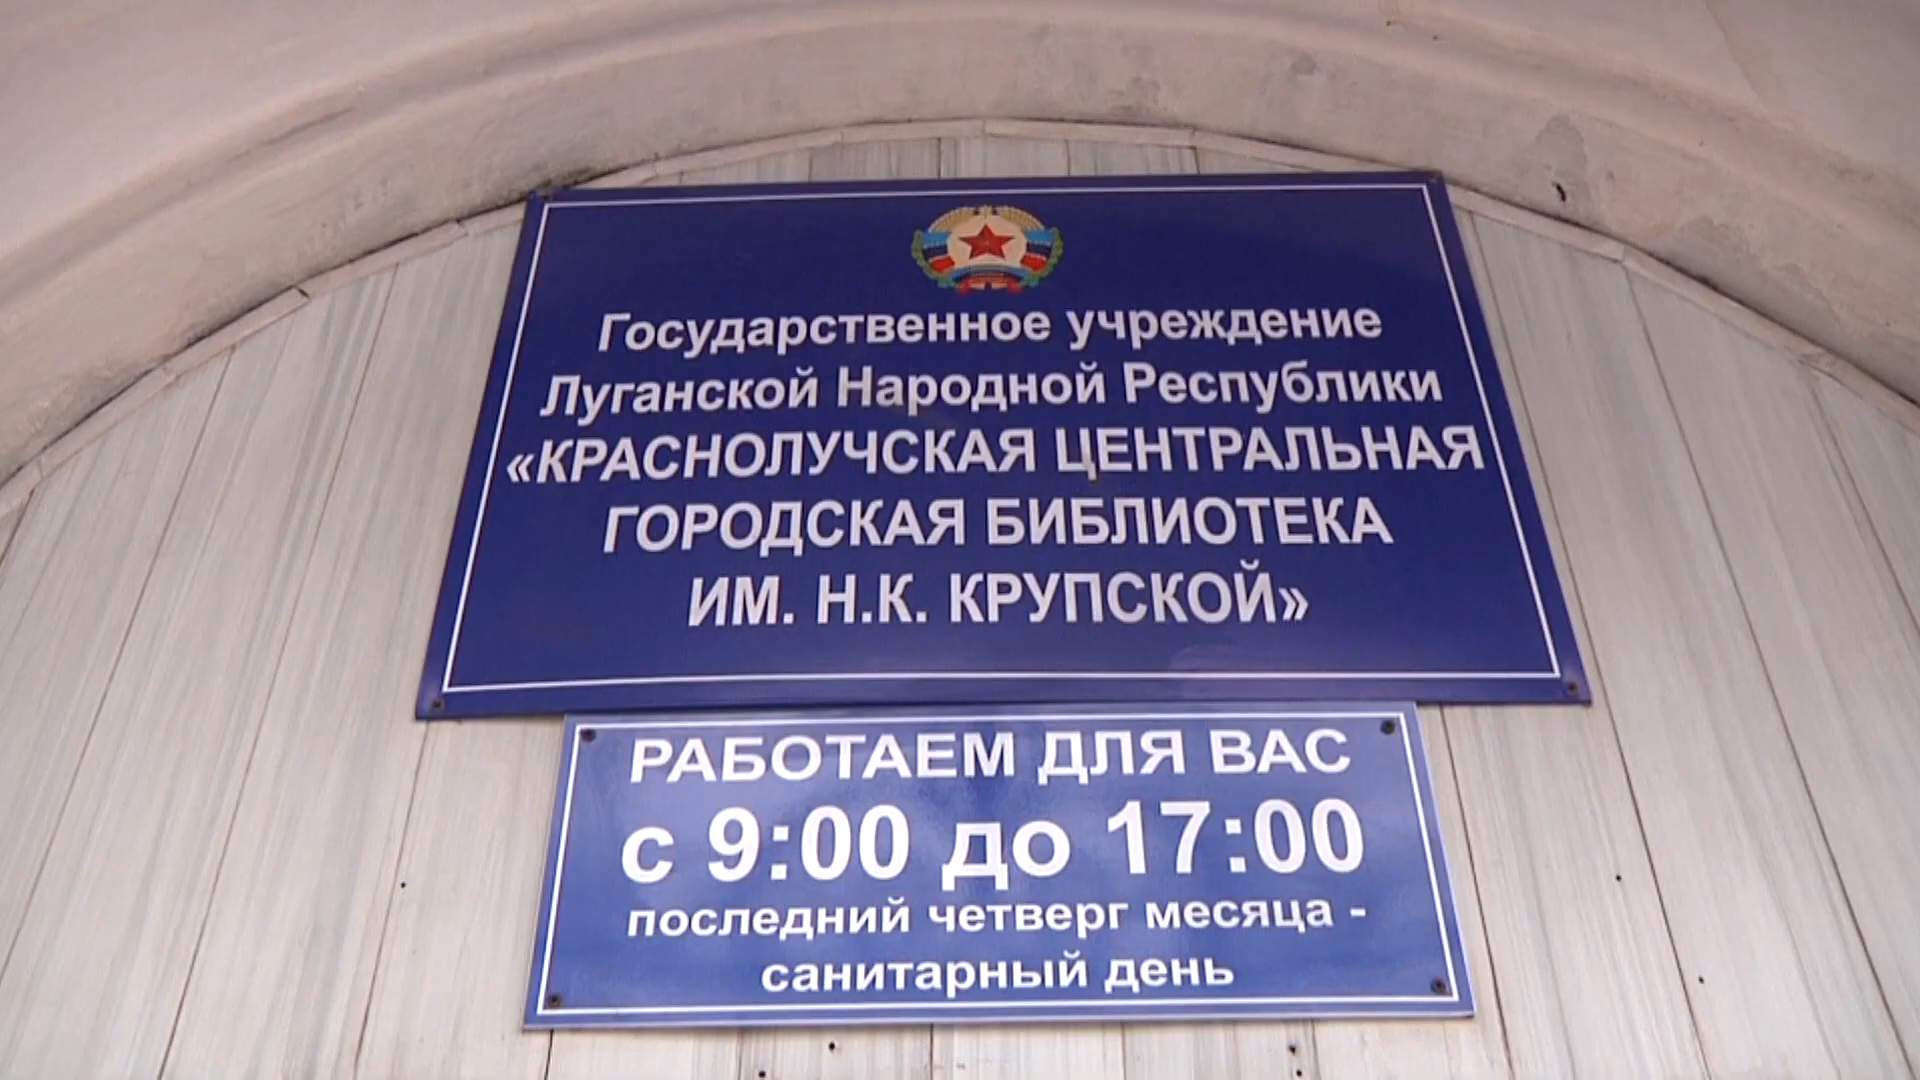 Государственное учреждение
Луганской Народной Республики
«КРАСНОЛУЧСКАЯ ЦЕНТРАЛЬНАЯ
ГОРОДСКАЯ БИБЛИОТЕКА
ИМ. Н.К. КРУПСКОЙ»
РАБОТАЕМ ДЛЯ ВАС
с 9:00 до 17:00
последний четверг месяца -
санитарный день